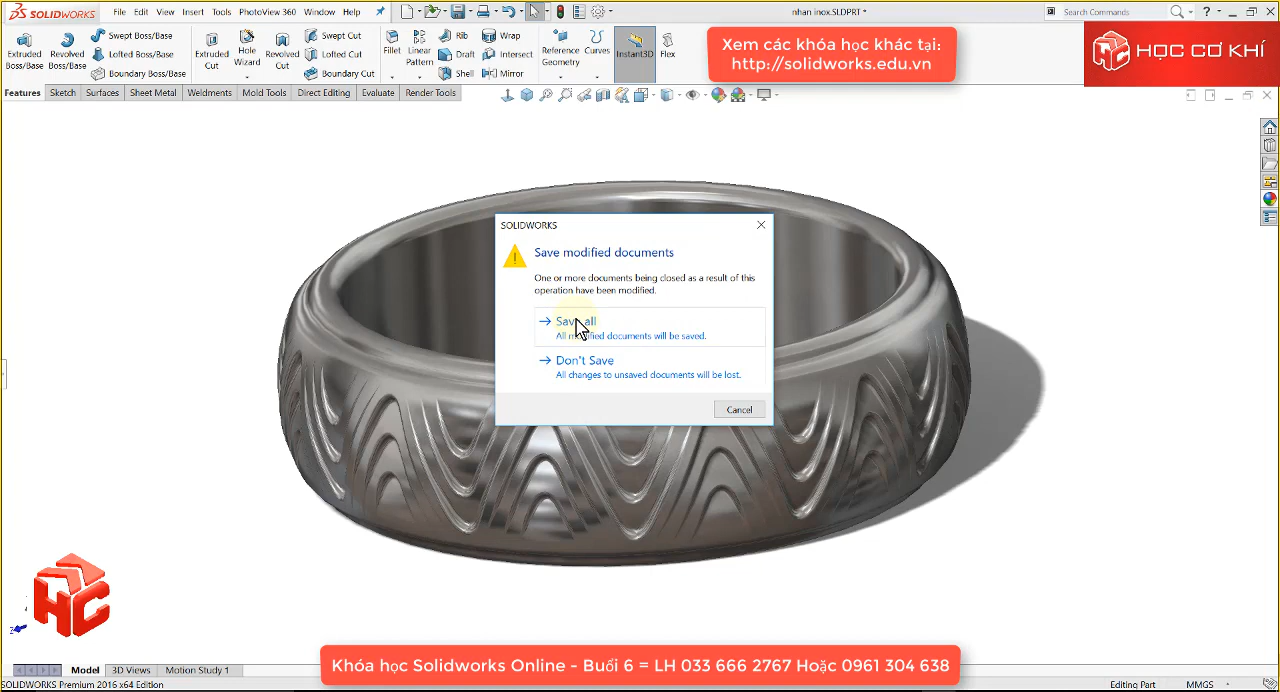 SOLIDWORKS
File Edit View Insert Tools PhotoView 360 Window Help
nhan inox.SLDPRT *
Search Commands
Extruded Boss/Base
Revolved Boss/Base
Swept Boss/Base
Lofted Boss/Base
Boundary Boss/Base
Extruded Cut
Hole Wizard
Revolved Cut
Swept Cut
Lofted Cut
Boundary Cut
Fillet
Linear Pattern
Rib
Draft
Shell
Wrap
Intersect
Mirror
Reference Geometry
Curves
Instant3D
Flex
Xem các khóa học khác tại:
http://solidworks.edu.vn
HC HỌC CƠ KHÍ
Features Sketch Surfaces Sheet Metal Weldments Mold Tools Direct Editing Evaluate Render Tools
SOLIDWORKS
Save modified documents
One or more documents being closed as a result of this
operation have been modified.
Save all
All modified documents will be saved.
Don't Save
All changes to unsaved documents will be lost.
Cancel
HC
Z
Model 3D Views Motion Study 1
Khóa học Solidworks Online - Buổi 6 = LH 033 666 2767 Hoặc 0961 304 638
SOLIDWORKS Premium 2016 x64 Edition
Editing Part MMGS